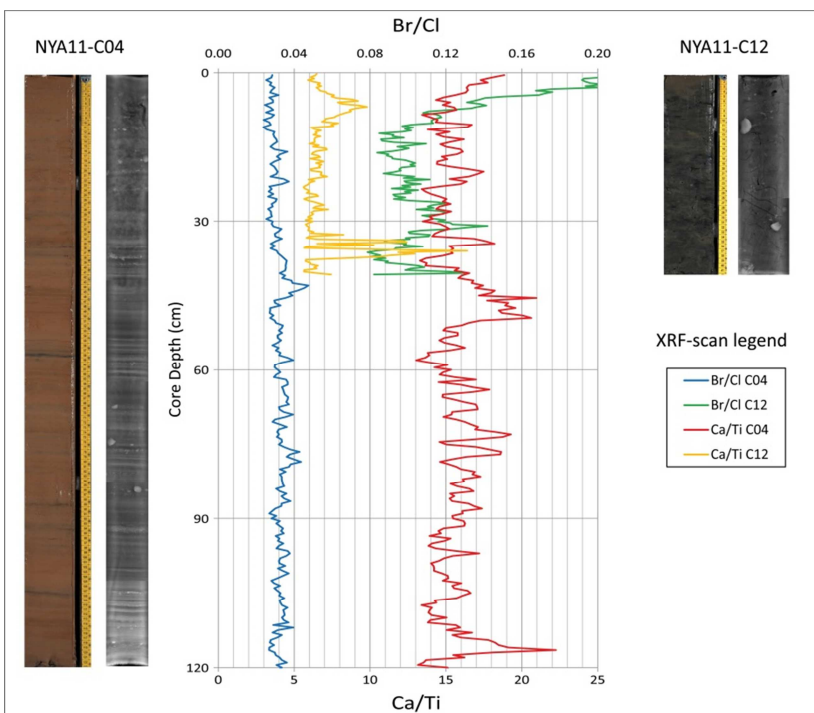 Br/Cl
NYA11-C04
NYA11-C12
0.00 0.04 0.08 0.12 0.16 0.20
0
30
60
90
120
Core Depth (cm)
0 5 10 15 20 25
Ca/Ti
XRF-scan legend
Br/Cl C04
Br/Cl C12
Ca/Ti C04
Ca/Ti C12